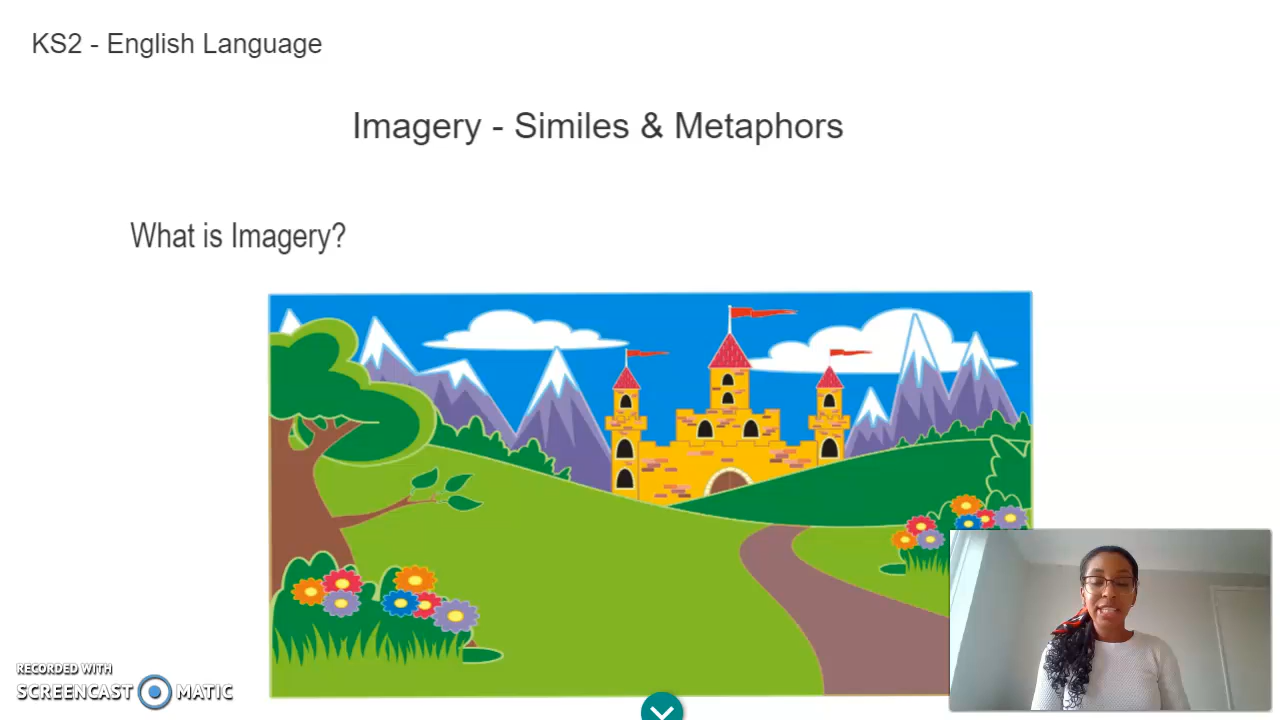 KS2 - English Language
Imagery - Similes & Metaphors
What is Imagery?
RECORDED WITH
SCREENCAST MATIC